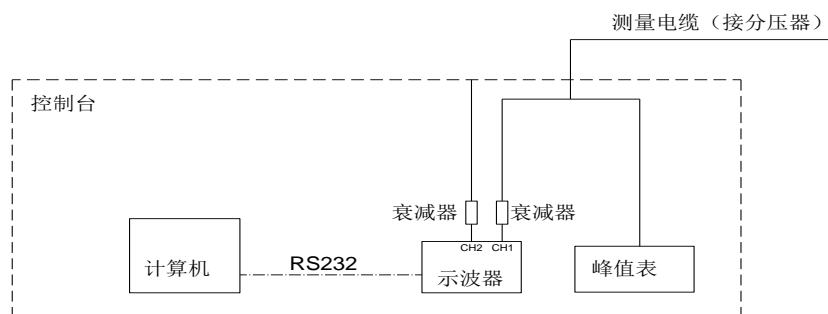 测量电缆（接分压器）
控制台
衰减器 衰减器
CH2 CH1
计算机 RS232 示波器 峰值表